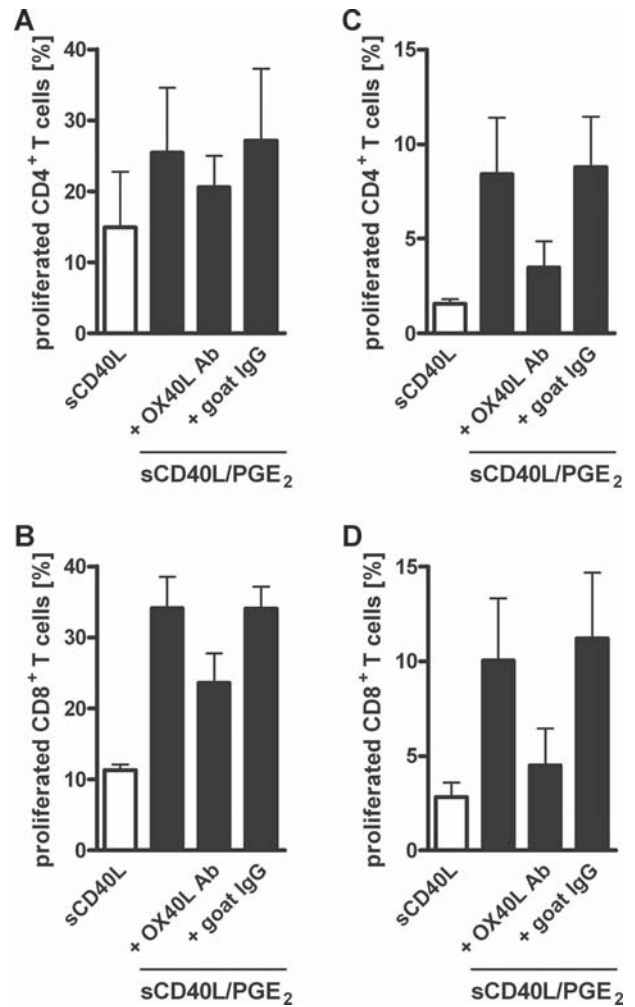 A
proliferated CD4+ T cells [%]
40
30
20
10
0
sCD40L
+ OX40L Ab
+ goat IgG
sCD40L/PGE2
C
proliferated CD4+ T cells [%]
15
10
5
0
sCD40L
+ OX40L Ab
+ goat IgG
sCD40L/PGE2
B
proliferated CD8+ T cells [%]
40
30
20
10
0
sCD40L
+ OX40L Ab
+ goat IgG
sCD40L/PGE2
D
proliferated CD8+ T cells [%]
15
10
5
0
sCD40L
+ OX40L Ab
+ goat IgG
sCD40L/PGE2